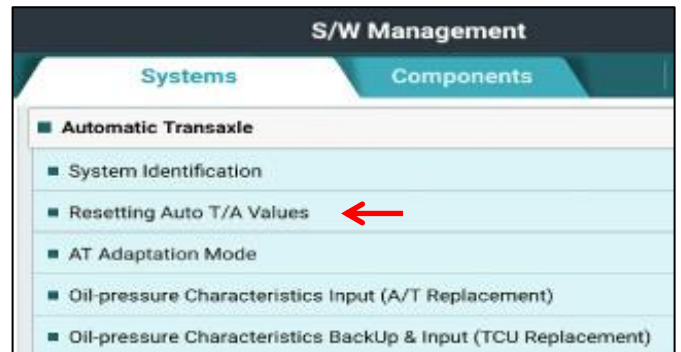 S/W Management
Systems
Components
Automatic Transaxle
System Identification
Resetting Auto T/A Values
AT Adaptation Mode
Oil-pressure Characteristics Input (A/T Replacement)
Oil-pressure Characteristics BackUp & Input (TCU Replacement)